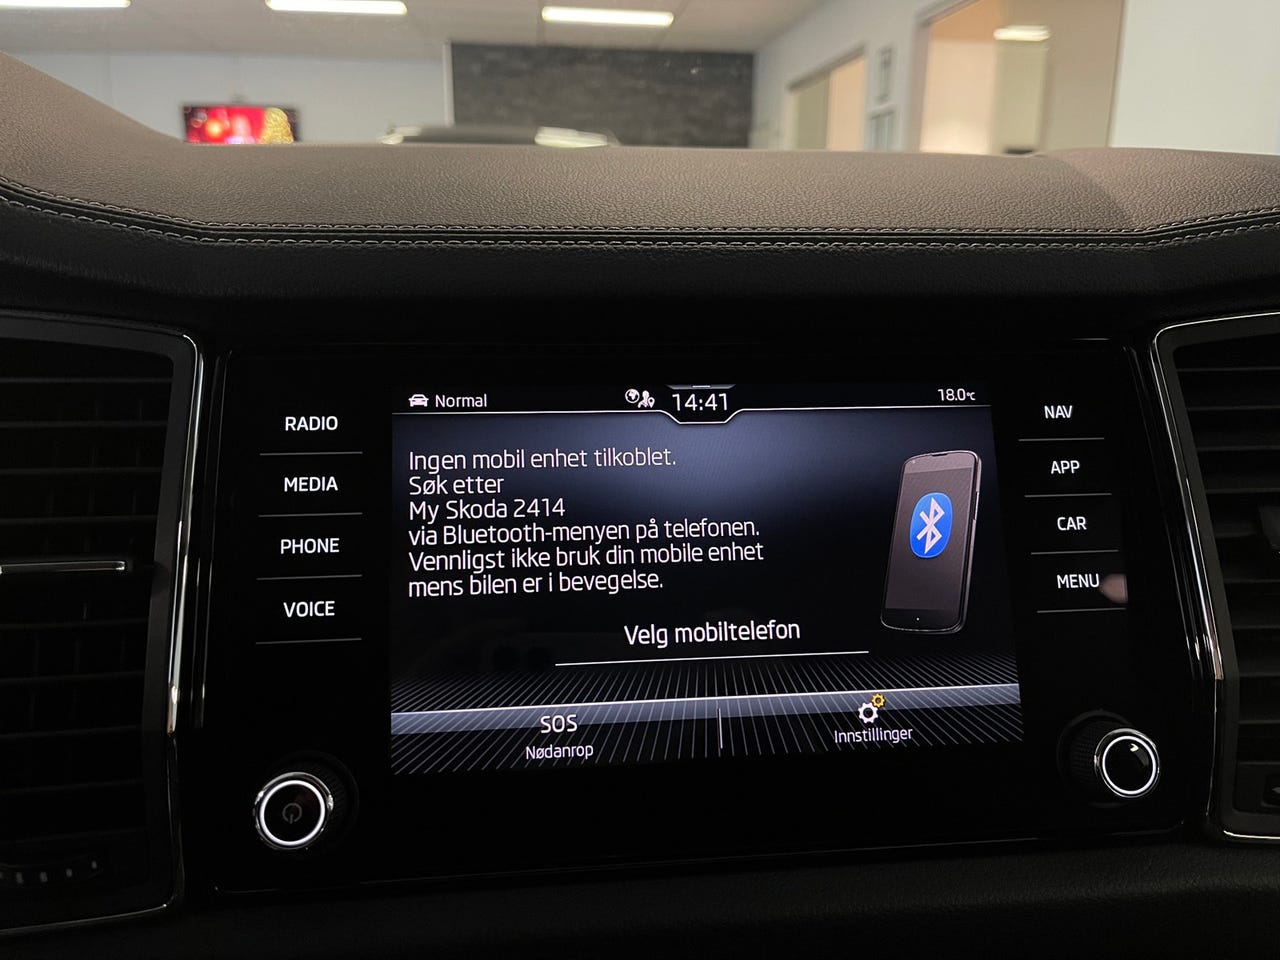 Normal
14:41
18.0°C
RADIO
MEDIA
PHONE
VOICE
Ingen mobil enhet tilkoblet.
Søk etter
My Skoda 2414
via Bluetooth-menyen på telefonen.
Vennligst ikke bruk din mobile enhet
mens bilen er i bevegelse.
Velg mobiltelefon
SOS
Nødanrop
Innstillinger
NAV
APP
CAR
MENU